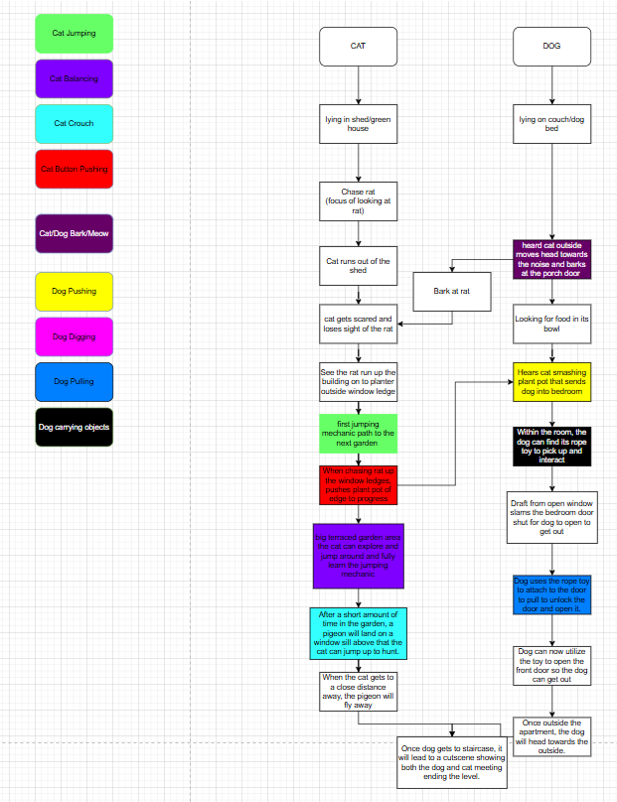 Cat Jumping
Cat Balancing
Cat Crouch
Cat Button Pushing
Cat/Dog Bark/Meow
Dog Pushing
Dog Digging
Dog Pulling
Dog carrying objects
CAT
lying in shed/green
house
Chase rat
(focus of looking at
rat)
Cat runs out of the
shed
cat gets scared and
loses sight of the rat
See the rat run up the
building on to planter
outside window ledge
first jumping
mechanic path to the
next garden
When chasing rat up
the window ledges,
pushes plant pot of
edge to progress
big terraced garden area
the cat can explore and
jump around and fully
learn the jumping
mechanic
After a short amount of
time in the garden, a
pigeon will land on a
window sill above that the
cat can jump up to hunt.
When the cat gets to
a close distance
away, the pigeon will
fly away
Bark at rat
DOG
lying on couch/dog
bed
heard cat outside
moves head towards
the noise and barks
at the porch door
Looking for food in its
bowl
Hears cat smashing
plant pot that sends
dog into bedroom
Within the room, the
dog can find its rope
toy to pick up and
interact
Draft from open window
slams the bedroom door
shut for dog to open to
get out
Dog uses the rope toy
to attach to the door
to pull to unlock the
door and open it.
Dog can now utilize
the toy to open the
front door so the dog
can get out
Once outside the
apartment, the dog
will head towards the
outside.
Once dog gets to staircase, it
will lead to a cutscene showing
both the dog and cat meeting
ending the level.